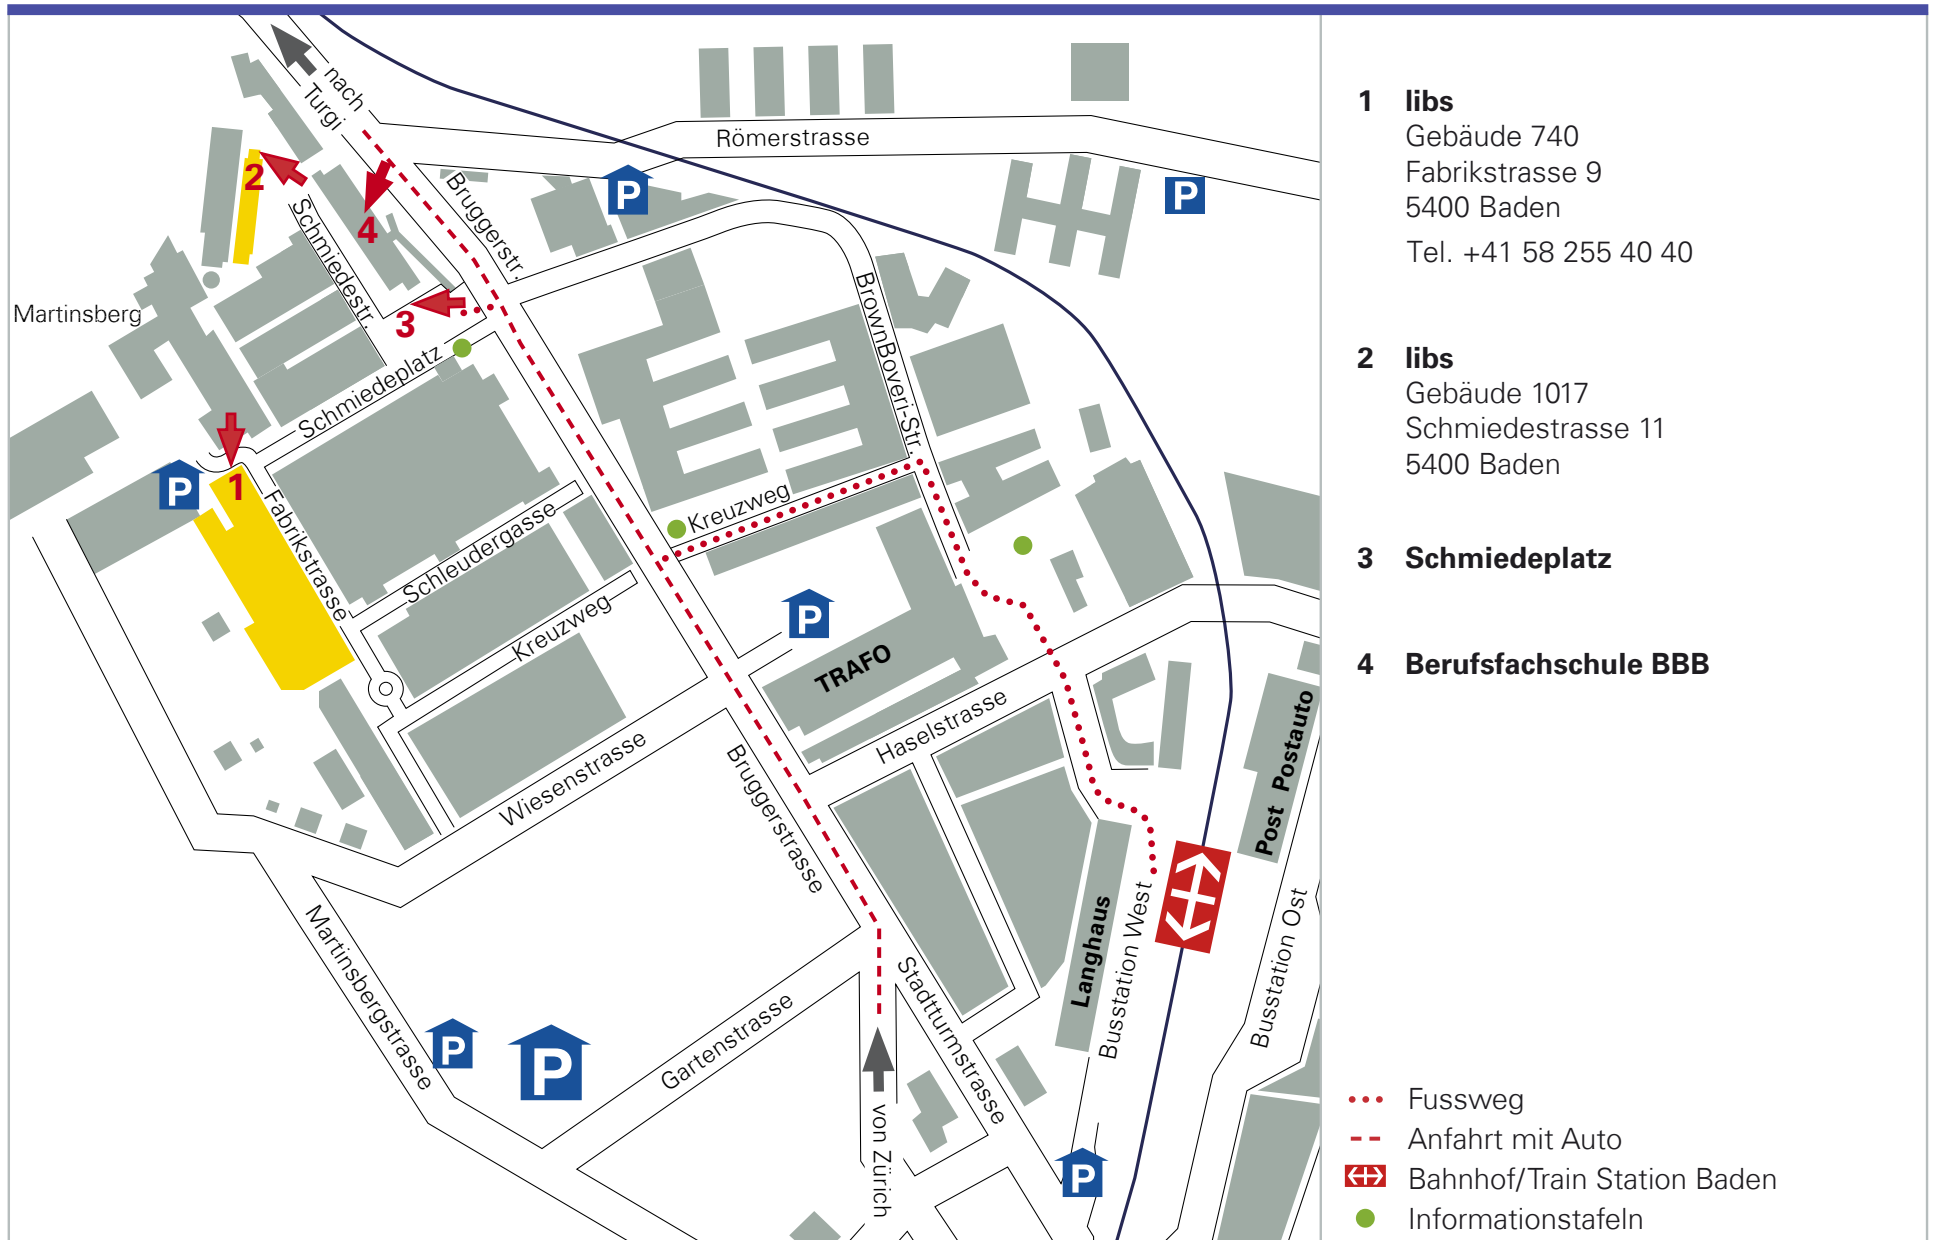 nach
Turgi
Römerstrasse
P
P
2
Bruggerstr.
4
Schmiedestr.
Martinsberg
3
BrownBoveri-Str.
Schmiedeplatz
P
1
Kreuzweg
Fabrikstrasse
Schleudergasse
Kreuzweg
P
TRAFO
Haselstrasse
Wiesenstrasse
Bruggerstrasse
Post Postauto
Langhaus
Busstation West
Busstation Ost
Martinsbergstrasse
Stadtturmstrasse
Gartenstrasse
P
P
von Zürich
P
1 libs
Gebäude 740
Fabrikstrasse 9
5400 Baden
Tel. +41 58 255 40 40
2 libs
Gebäude 1017
Schmiedestrasse 11
5400 Baden
3 Schmiedeplatz
4 Berufsfachschule BBB
Fussweg
Anfahrt mit Auto
Bahnhof/Train Station Baden
Informationstafeln